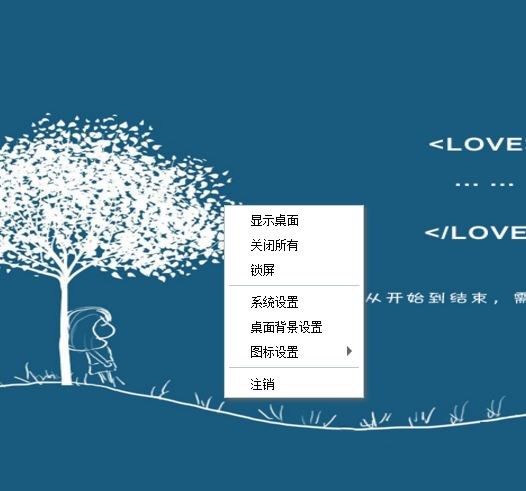 <LOVE
... ...
显示桌面
关闭所有
</LOVE
锁屏
系统设置
从开始到结束，需
桌面背景设置
图标设置
注销